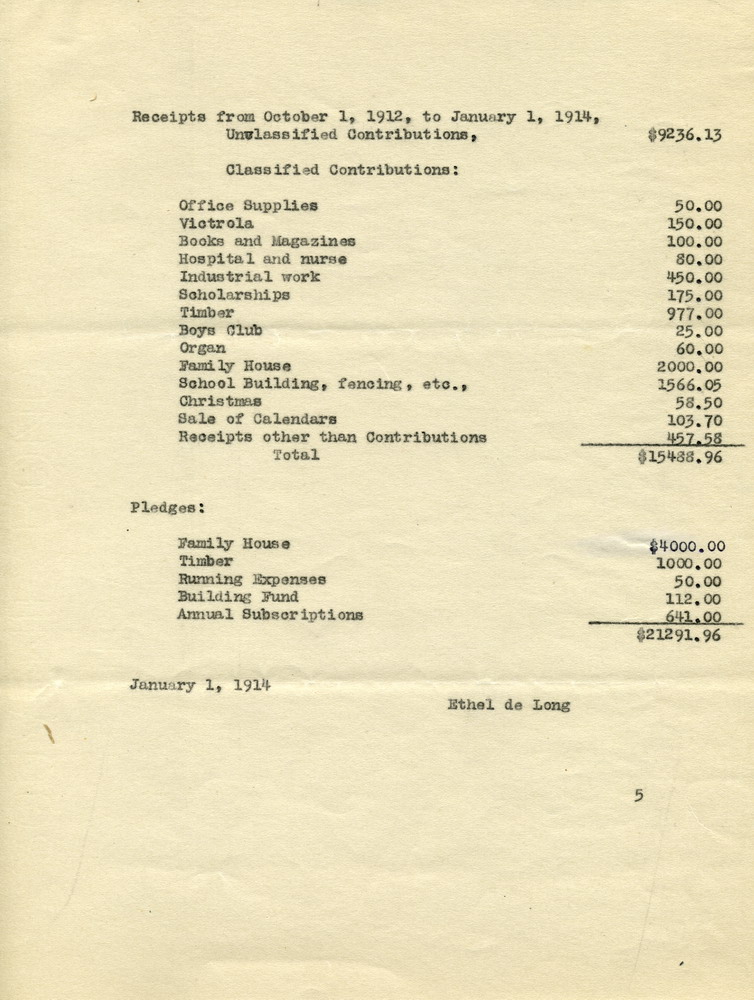 Receipts from October 1, 1912, to January 1, 1914,
Unwlassified Contributions, $9236.13
Classified Contributions:
Office Supplies 50.00
Victrola 150.00
Books and Magazines 100.00
Hospital and nurse 80.00
Industrial work 450.00
Scholarships 175.00
Timber 977.00
Boys Club 25.00
Organ 60.00
Family House 2000.00
School Building, fencing, etc., 1566.05
Christmas 58.50
Sale of Calendars 103.70
Receipts other than Contributions 457.58
Total $15488.96
Pledges:
Family House $4000.00
Timber 1000.00
Running Expenses 50.00
Building Fund 112.00
Annual Subscriptions 641.00
$21291.96
January 1, 1914
Ethel de Long
5